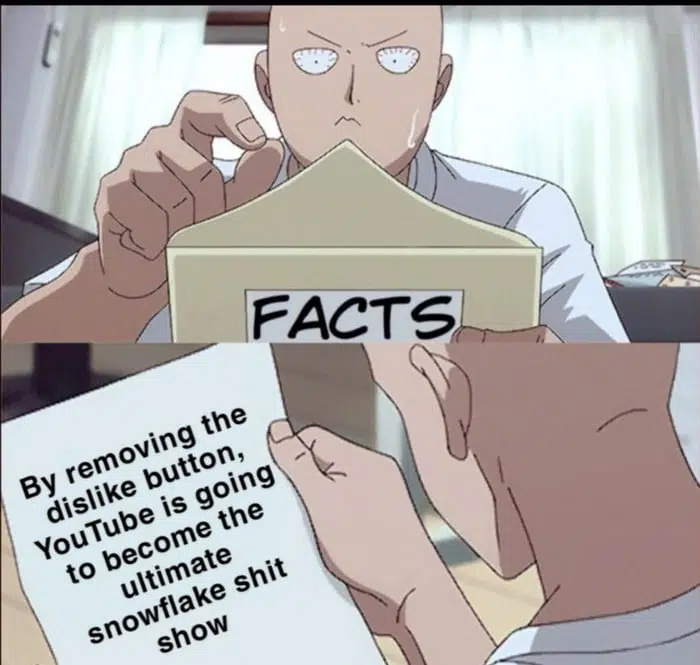 FACTS
By removing the
dislike button,
YouTube is going
to become the
ultimate
snowflake shit
show